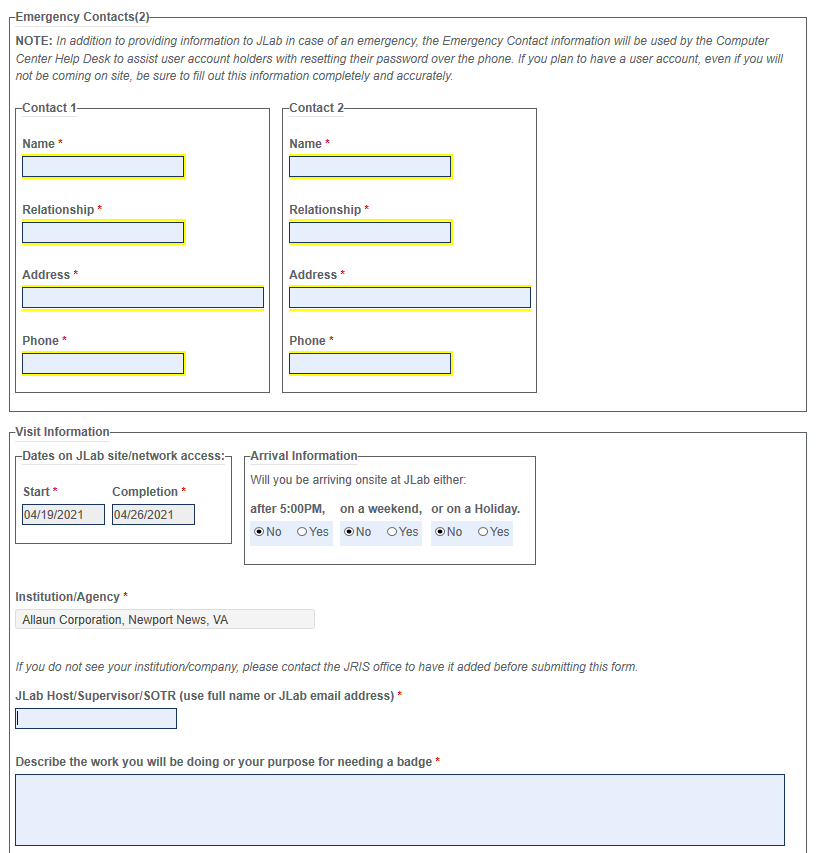 Emergency Contacts(2)
NOTE: In addition to providing information to JLab in case of an emergency, the Emergency Contact information will be used by the Computer
Center Help Desk to assist user account holders with resetting their password over the phone. If you plan to have a user account, even if you will
not be coming on site, be sure to fill out this information completely and accurately.
Contact 1
Name *
Relationship *
Address *
Phone *
Contact 2
Name *
Relationship *
Address *
Phone *
Visit Information
Dates on JLab site/network access:
Start *
Completion *
04/19/2021
04/26/2021
Arrival Information
Will you be arriving onsite at JLab either:
after 5:00PM, on a weekend, or on a Holiday.
No Yes No Yes No Yes
Institution/Agency *
Allaun Corporation, Newport News, VA
If you do not see your institution/company, please contact the JRIS office to have it added before submitting this form.
JLab Host/Supervisor/SOTR (use full name or JLab email address) *
Describe the work you will be doing or your purpose for needing a badge *